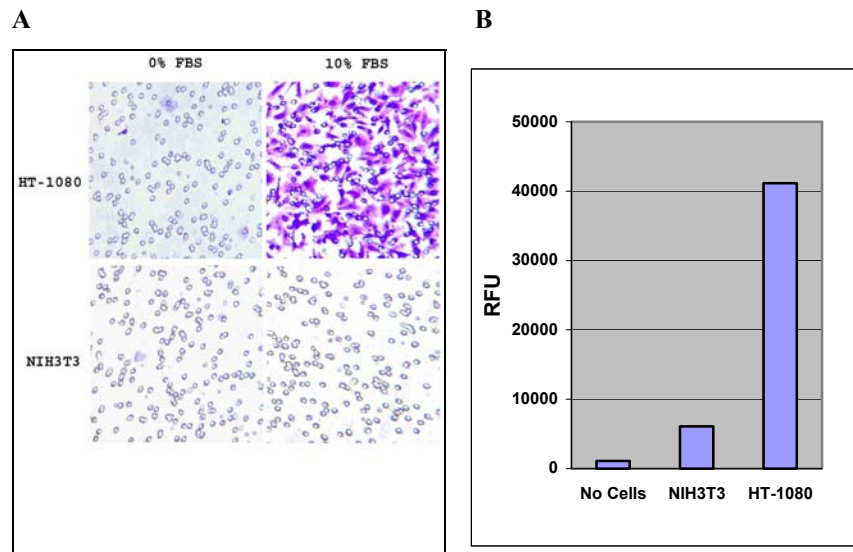 A
B
0% FBS 10% FBS
HT-1080
NIH3T3
50000
40000
30000
20000
10000
0
RFU
No Cells NIH3T3 HT-1080